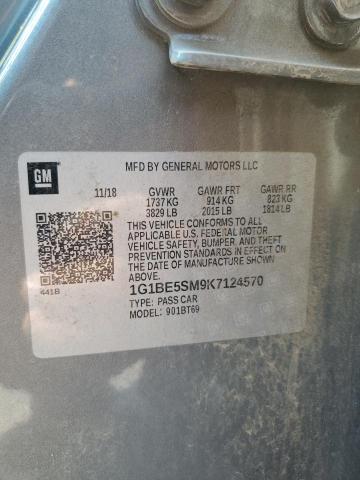 GM
MFD BY GENERAL MOTORS LLC
11/18 GVWR GAWR FRT GAWR RR
1737 KG 914 KG 823 KG
3829 LB 2015 LB 1814 LB
THIS VEHICLE CONFORMS TO ALL
APPLICABLE U.S. FEDERAL MOTOR
VEHICLE SAFETY, BUMPER, AND THEFT
PREVENTION STANDARDS IN EFFECT ON
THE DATE OF MANUFACTURE SHOWN
ABOVE.
441B
1G1BE5SM9K7124570
TYPE: PASS CAR
MODEL: 901BT69